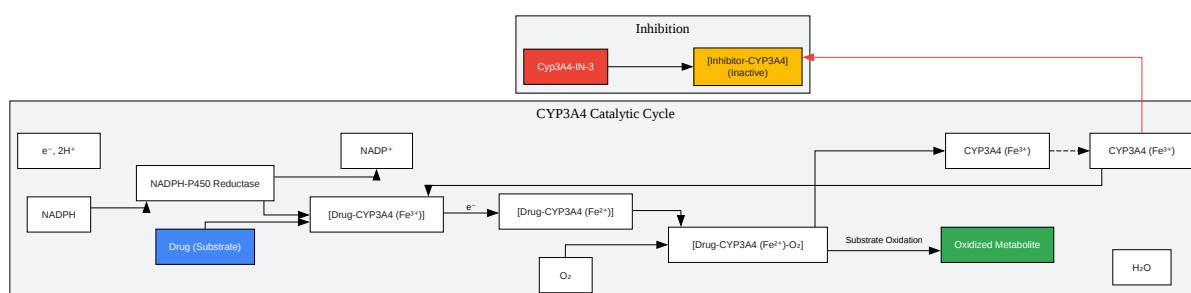 Inhibition
Cyp3A4-IN-3
[Inhibitor-CYP3A4]
(Inactive)
CYP3A4 Catalytic Cycle
e⁻, 2H⁺
NADP⁺
CYP3A4 (Fe³⁺)
CYP3A4 (Fe³⁺)
NADPH-P450 Reductase
NADPH
[Drug-CYP3A4 (Fe³⁺)]
e⁻
[Drug-CYP3A4 (Fe²⁺)]
Drug (Substrate)
[Drug-CYP3A4 (Fe²⁺)-O₂]
Substrate Oxidation
Oxidized Metabolite
O₂
H₂O